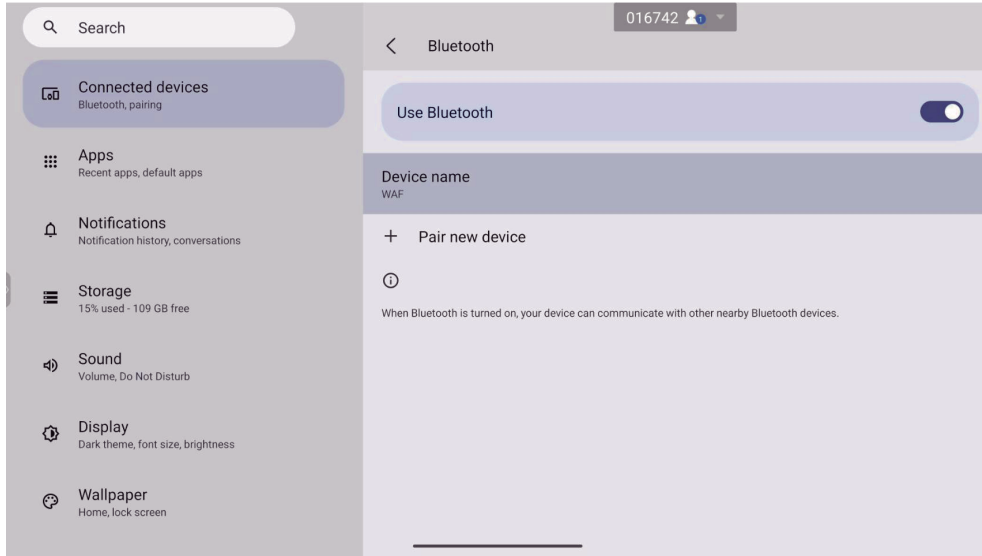 Search
Connected devices
Bluetooth, pairing
Apps
Recent apps, default apps
Notifications
Notification history, conversations
Storage
15% used - 109 GB free
Sound
Volume, Do Not Disturb
Display
Dark theme, font size, brightness
Wallpaper
Home, lock screen
016742 1
Bluetooth
Use Bluetooth
Device name
WAF
Pair new device
When Bluetooth is turned on, your device can communicate with other nearby Bluetooth devices.